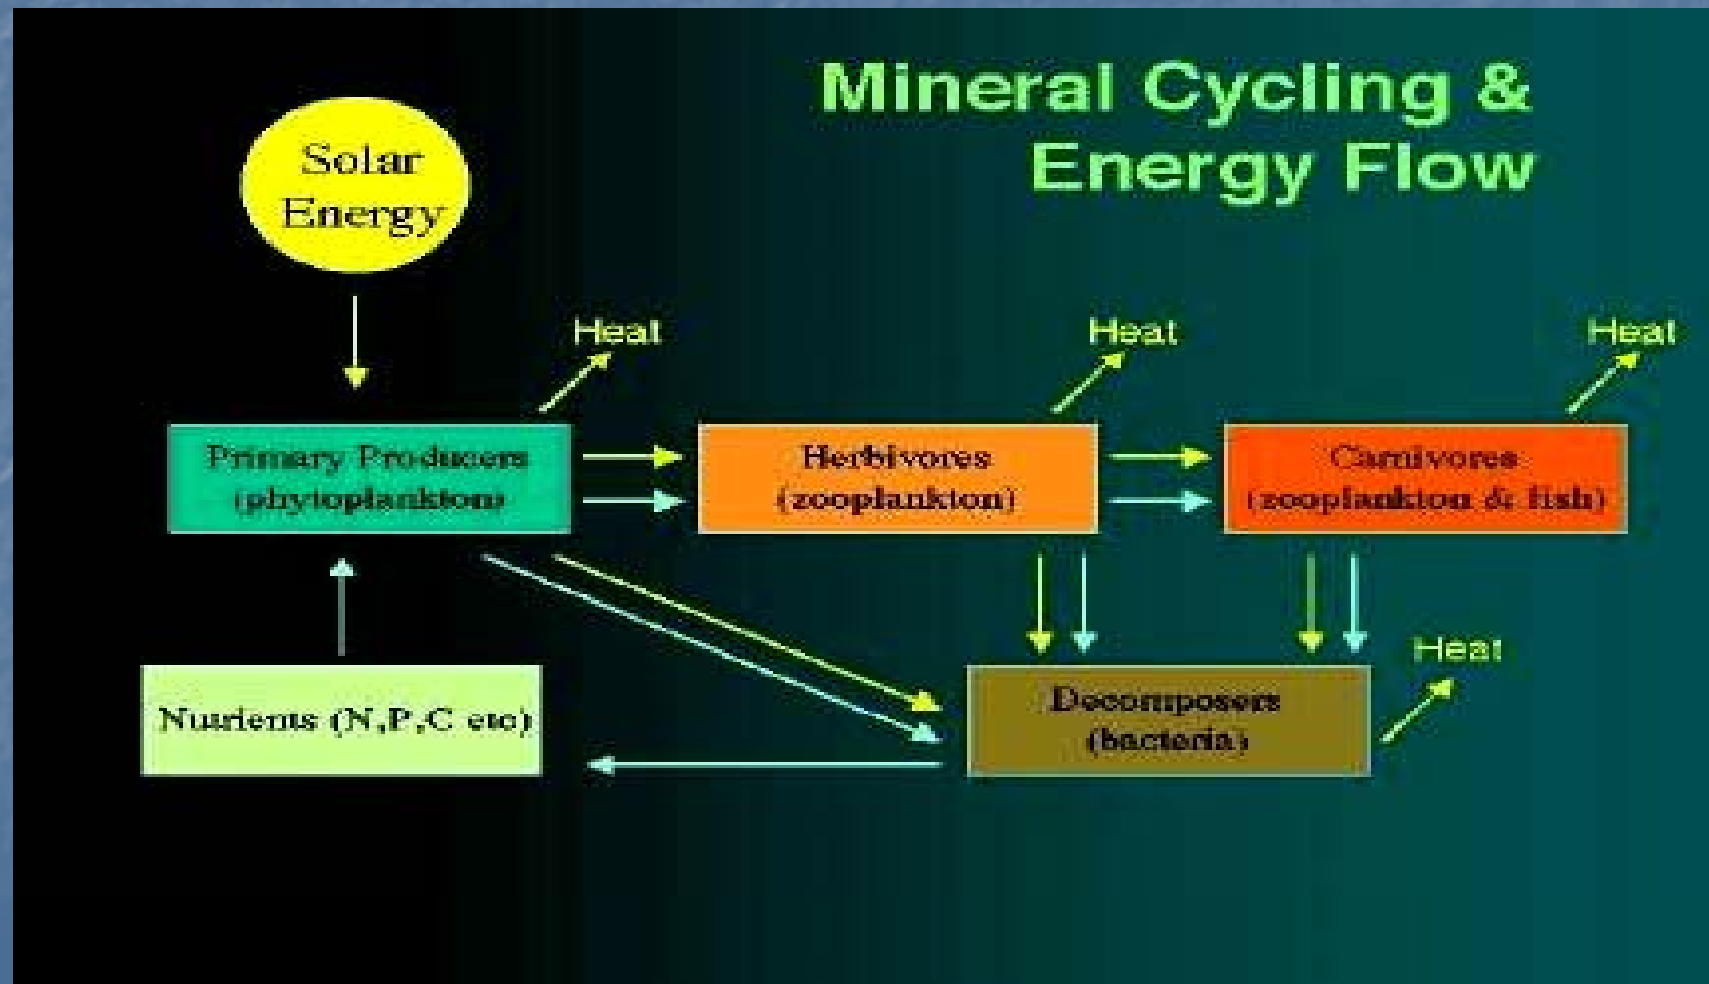 Mineral Cycling &
Energy Flow
Solar
Energy
Heat
Heat
Heat
Primary Producers
(phytoplankton)
Herbivores
(zooplankton)
Carnivores
(zooplankton & fish)
Heat
Nutrients (N,P,C etc)
Decomposers
(bacteria)